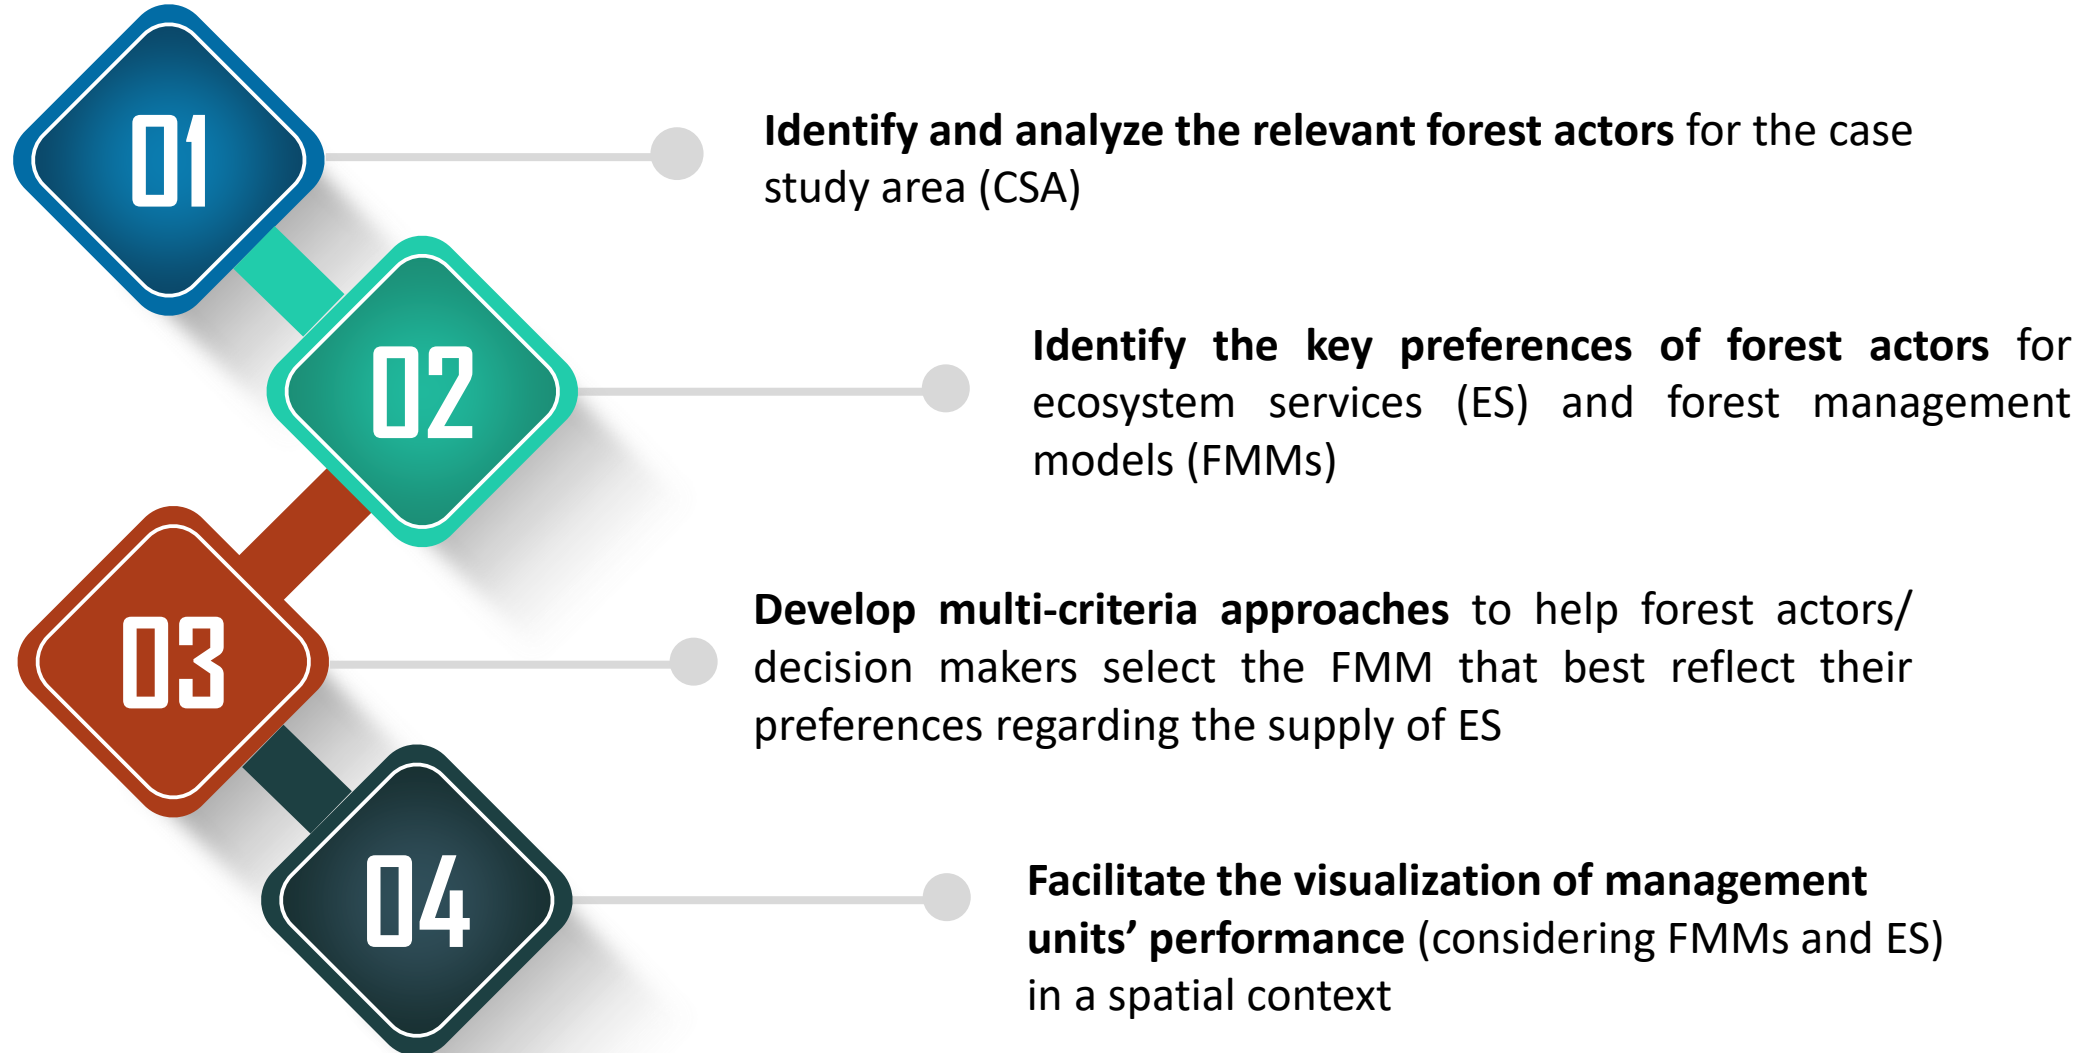 01
Identify and analyze the relevant forest actors for the case
study area (CSA)
02
Identify the key preferences of forest actors for
ecosystem services (ES) and forest management
models (FMMs)
03
Develop multi-criteria approaches to help forest actors/
decision makers select the FMM that best reflect their
preferences regarding the supply of ES
04
Facilitate the visualization of management
units’ performance (considering FMMs and ES)
in a spatial context